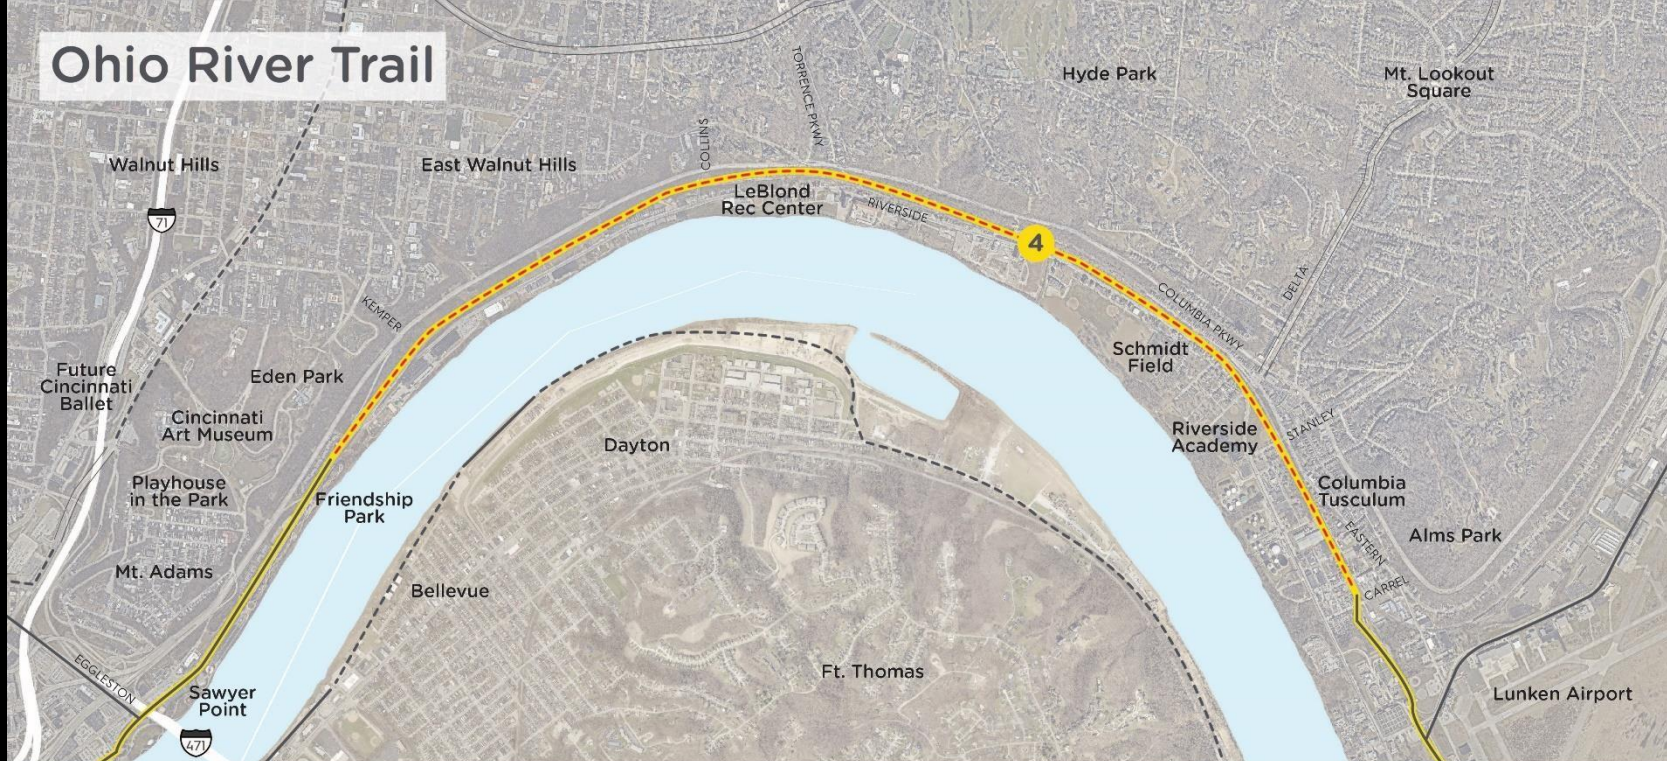 Ohio River Trail
TORRENCE PKWY
Hyde Park
Mt. Lookout
Square
COLLINS
Walnut Hills
East Walnut Hills
LeBlond
Rec Center
RIVERSIDE
71
4
KEMPER
COLUMBIA PKWY
DELTA
Schmidt
Field
Future
Cincinnati
Ballet
Eden Park
Cincinnati
Art Museum
Dayton
Riverside
Academy
STANLEY
Playhouse
in the Park
Friendship
Park
Columbia
Tusculum
EASTERN
Alms Park
Mt. Adams
Bellevue
CARREL
Ft. Thomas
EGGLESTON
Sawyer
Point
Lunken Airport
471